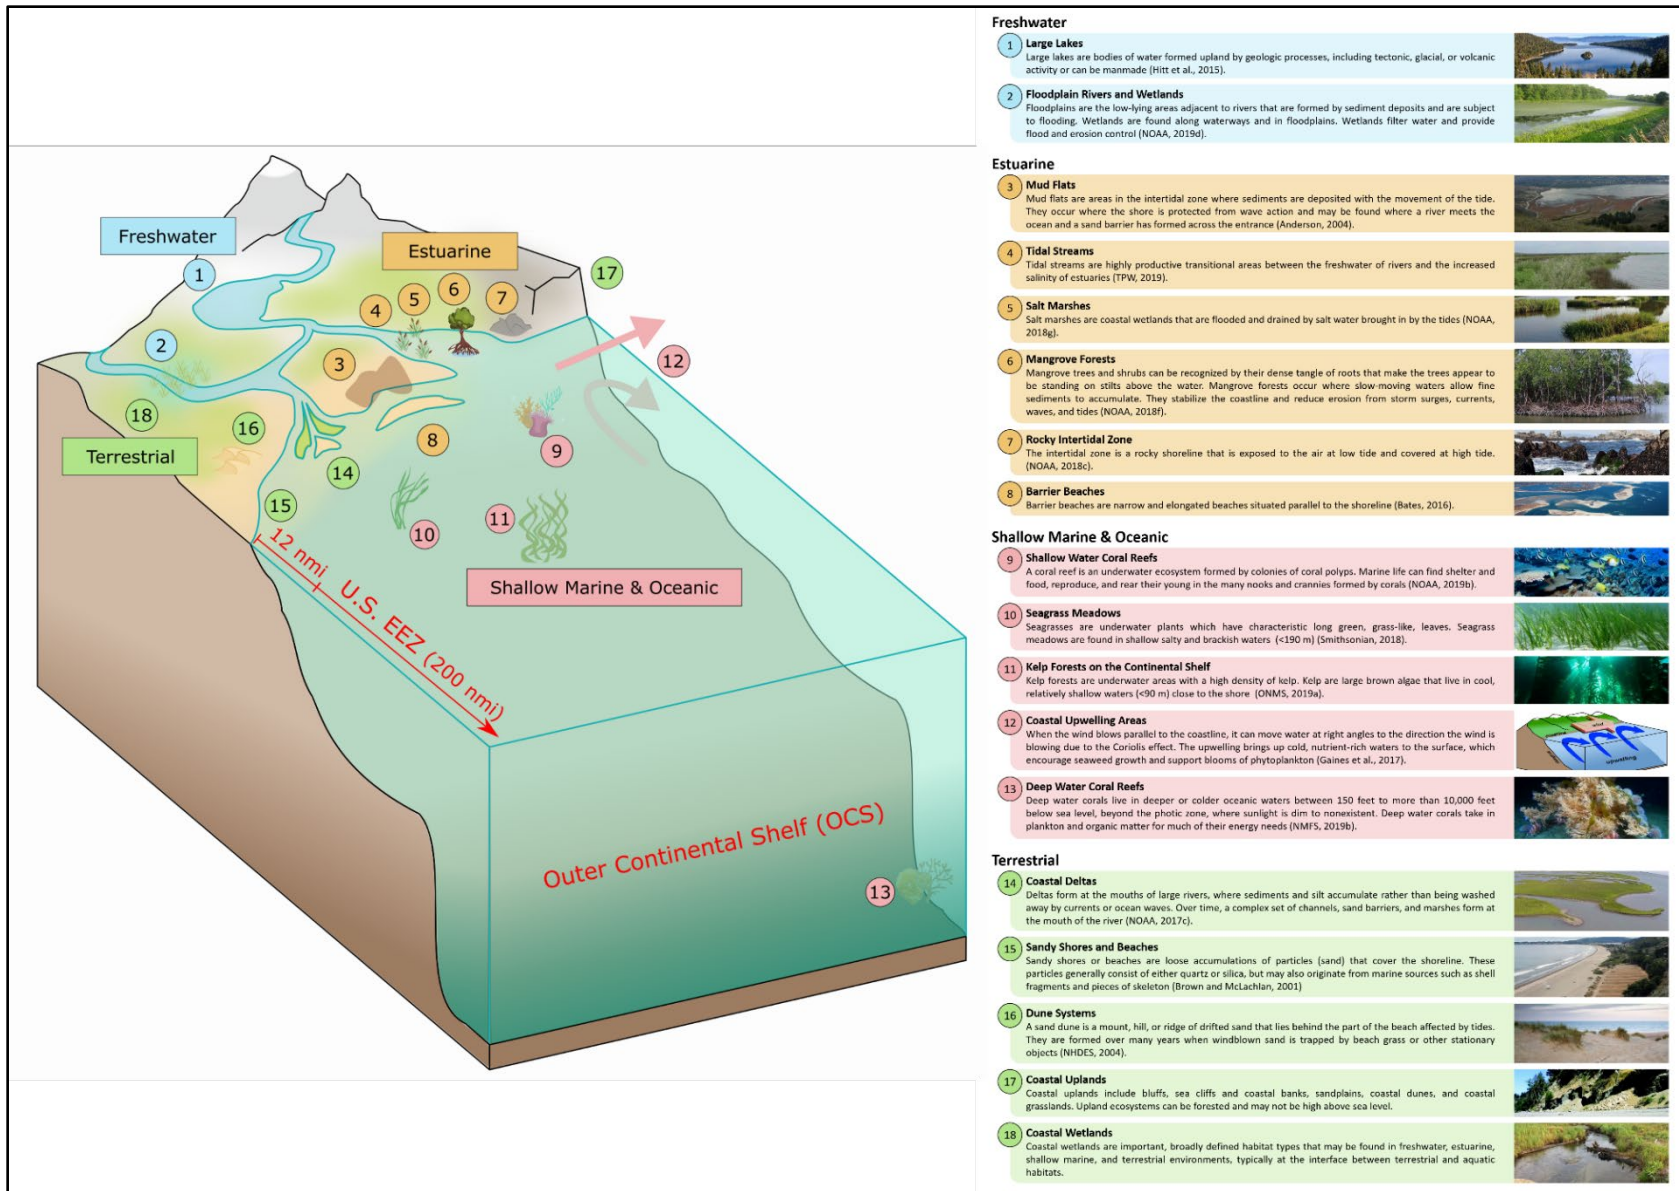 Freshwater
1
2
18
16
Terrestrial
15
14
3
Estuarine
4
5
6
7
17
12
8
9
10
11
Shallow Marine & Oceanic
12 nmi
U.S. EEZ (200 nmi)
Outer Continental Shelf (OCS)
13
Freshwater
1 Large Lakes
Large lakes are bodies of water formed upland by geologic processes, including tectonic, glacial, or volcanic
activity or can be manmade (Hitt et al., 2015).
2 Floodplain Rivers and Wetlands
Floodplains are the low-lying areas adjacent to rivers that are formed by sediment deposits and are subject
to flooding. Wetlands are found along waterways and in floodplains. Wetlands filter water and provide
flood and erosion control (NOAA, 2019d).
Estuarine
3 Mud Flats
Mud flats are areas in the intertidal zone where sediments are deposited with the movement of the tide.
They occur where the shore is protected from wave action and may be found where a river meets the
ocean and a sand barrier has formed across the entrance (Anderson, 2004).
4 Tidal Streams
Tidal streams are highly productive transitional areas between the freshwater of rivers and the increased
salinity of estuaries (TPW, 2019).
5 Salt Marshes
Salt marshes are coastal wetlands that are flooded and drained by salt water brought in by the tides (NOAA,
2018g).
6 Mangrove Forests
Mangrove trees and shrubs can be recognized by their dense tangle of roots that make the trees appear to
be standing on stilts above the water. Mangrove forests occur where slow-moving waters allow fine
sediments to accumulate. They stabilize the coastline and reduce erosion from storm surges, currents,
waves, and tides (NOAA, 2018f).
7 Rocky Intertidal Zone
The intertidal zone is a rocky shoreline that is exposed to the air at low tide and covered at high tide.
(NOAA, 2018c).
8 Barrier Beaches
Barrier beaches are narrow and elongated beaches situated parallel to the shoreline (Bates, 2016).
Shallow Marine & Oceanic
9 Shallow Water Coral Reefs
A coral reef is an underwater ecosystem formed by colonies of coral polyps. Marine life can find shelter and
food, reproduce, and rear their young in the many nooks and crannies formed by corals (NOAA, 2019b).
10 Seagrass Meadows
Seagrasses are underwater plants which have characteristic long green, grass-like, leaves. Seagrass
meadows are found in shallow salty and brackish waters (<190 m) (Smithsonian, 2018).
11 Kelp Forests on the Continental Shelf
Kelp forests are underwater areas with a high density of kelp. Kelp are large brown algae that live in cool,
relatively shallow waters (<90 m) close to the shore (ONMS, 2019a).
12 Coastal Upwelling Areas
When the wind blows parallel to the coastline, it can move water at right angles to the direction the wind is
blowing due to the Coriolis effect. The upwelling brings up cold, nutrient-rich waters to the surface, which
encourage seaweed growth and support blooms of phytoplankton (Gaines et al., 2017).
upwelling
13 Deep Water Coral Reefs
Deep water corals live in deeper or colder oceanic waters between 150 feet to more than 10,000 feet
below sea level, beyond the photic zone, where sunlight is dim to nonexistent. Deep water corals take in
plankton and organic matter for much of their energy needs (NMFS, 2019b).
Terrestrial
14 Coastal Deltas
Deltas form at the mouths of large rivers, where sediments and silt accumulate rather than being washed
away by currents or ocean waves. Over time, a complex set of channels, sand barriers, and marshes form at
the mouth of the river (NOAA, 2017c).
15 Sandy Shores and Beaches
Sandy shores or beaches are loose accumulations of particles (sand) that cover the shoreline. These
particles generally consist of either quartz or silica, but may also originate from marine sources such as shell
fragments and pieces of skeleton (Brown and McLachlan, 2001)
16 Dune Systems
A sand dune is a mount, hill, or ridge of drifted sand that lies behind the part of the beach affected by tides.
They are formed over many years when windblown sand is trapped by beach grass or other stationary
objects (NHDES, 2004).
17 Coastal Uplands
Coastal uplands include bluffs, sea cliffs and coastal banks, sandplains, coastal dunes, and coastal
grasslands. Upland ecosystems can be forested and may not be high above sea level.
18 Coastal Wetlands
Coastal wetlands are important, broadly defined habitat types that may be found in freshwater, estuarine,
shallow marine, and terrestrial environments, typically at the interface between terrestrial and aquatic
habitats.